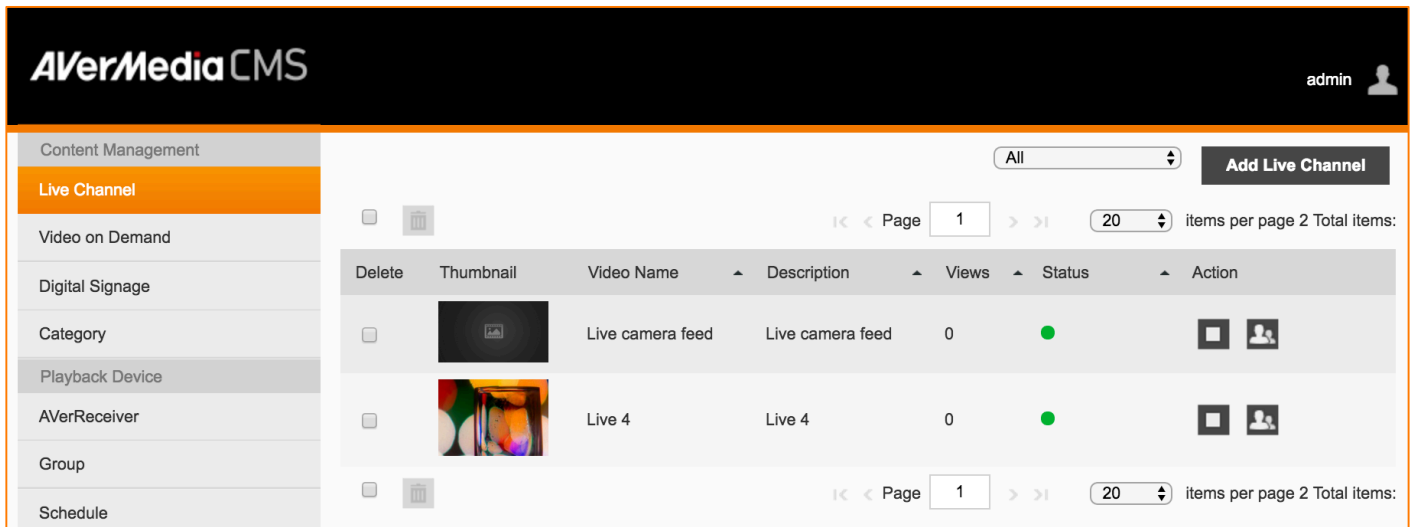 AVerMedia CMS
admin
Content Management
Live Channel
Video on Demand
Digital Signage
Category
Playback Device
AVerReceiver
Group
Schedule
All
Add Live Channel
Page 1 20 items per page 2 Total items:
Delete Thumbnail Video Name Description Views Status Action
Live camera feed Live camera feed 0
Live 4 Live 4 0
Page 1 20 items per page 2 Total items: